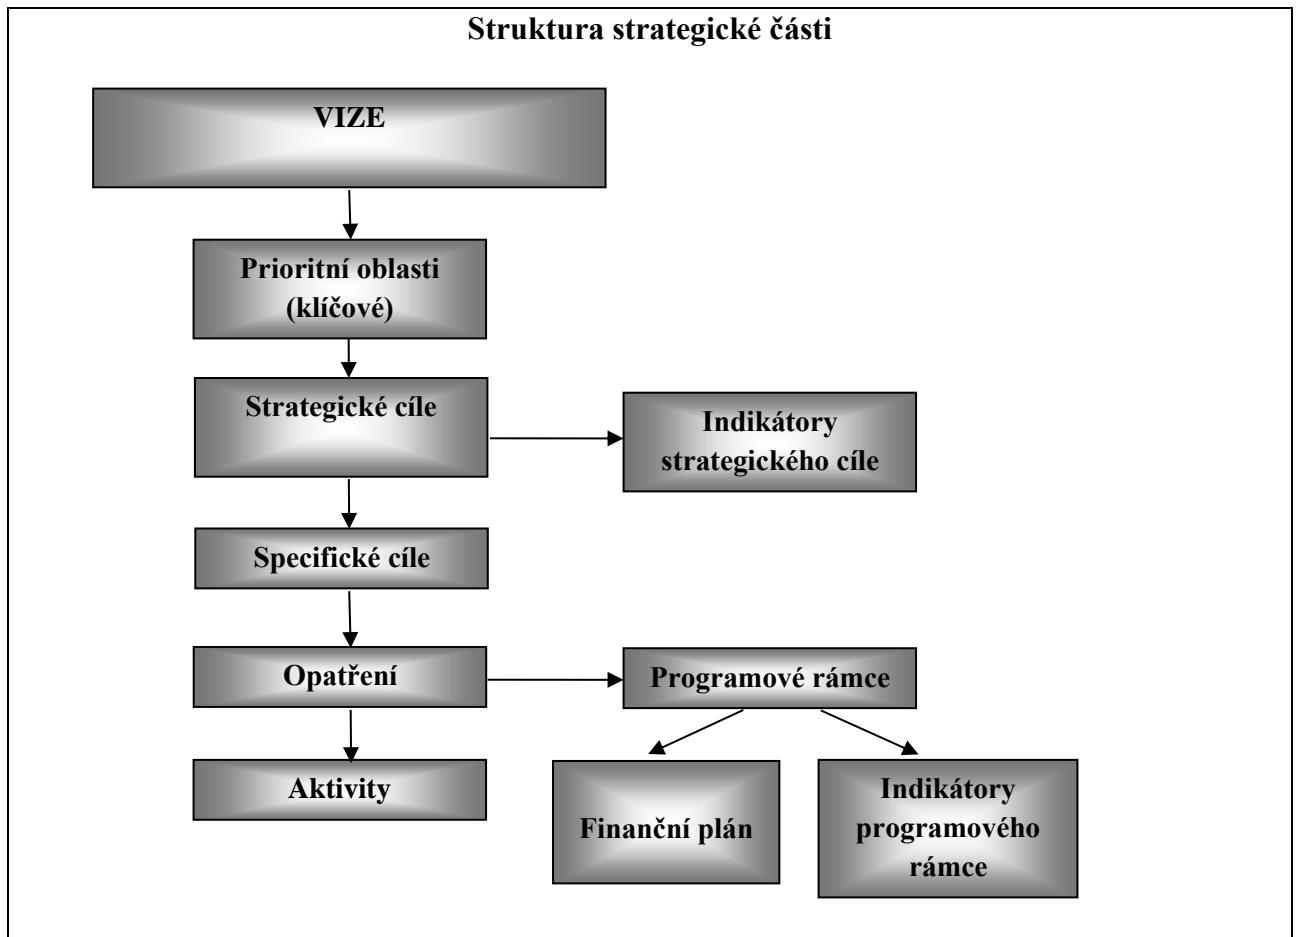 Struktura strategické části
VIZE
Prioritní oblasti
(klíčové)
Strategické cíle
Indikátory
strategického cíle
Specifické cíle
Opatření
Programové rámce
Aktivity
Finanční plán
Indikátory
programového
rámce